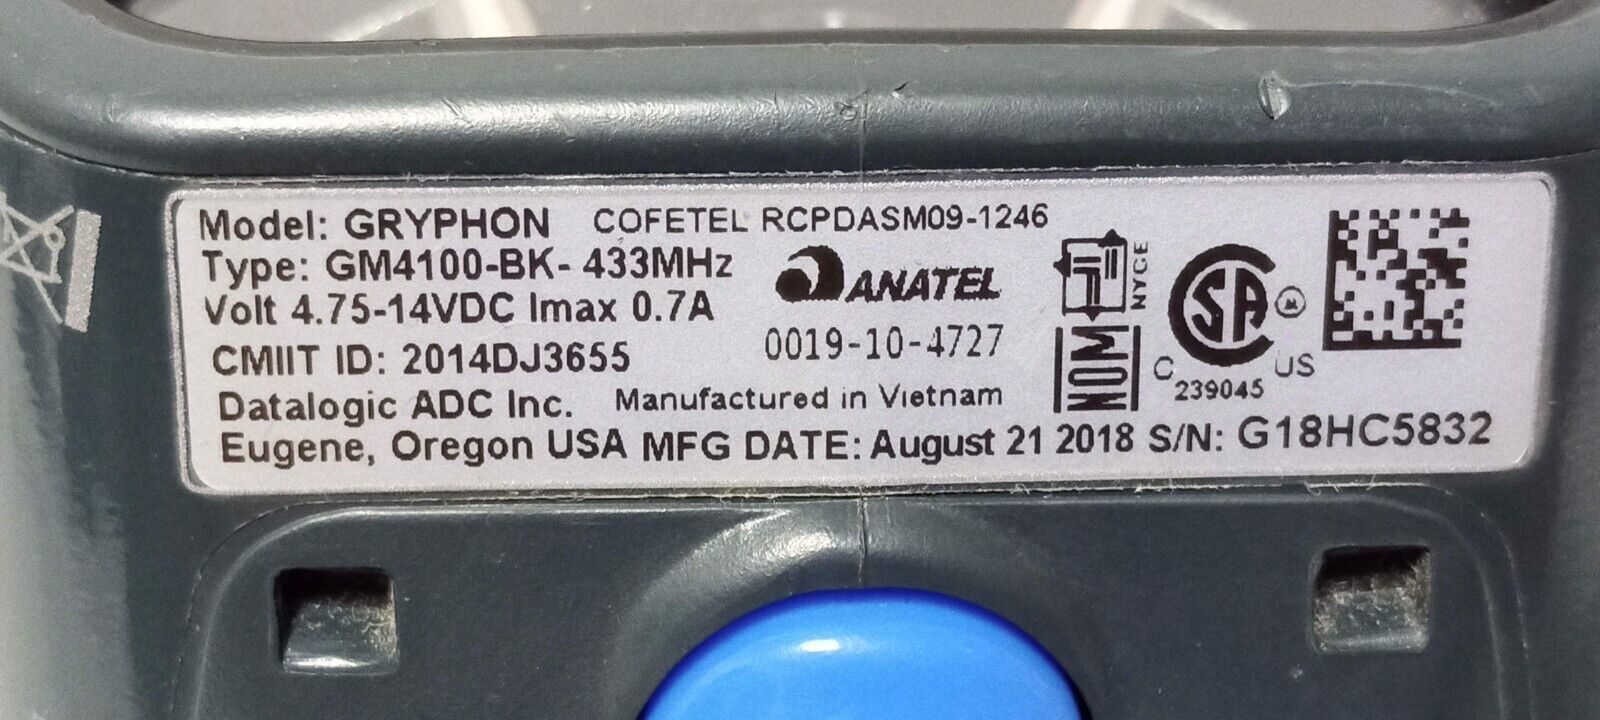 Model: GRYPHON COFETEL RCPDASM09-1246
Type: GM4100-BK- 433MHz
ANATEL
NYCE
Volt 4.75-14VDC Imax 0.7A
SA
CMIIT ID: 2014DJ3655
0019-10-4727
NOM
C US
239045
Datalogic ADC Inc. Manufactured in Vietnam
Eugene, Oregon USA MFG DATE: August 21 2018 S/N: G18HC5832